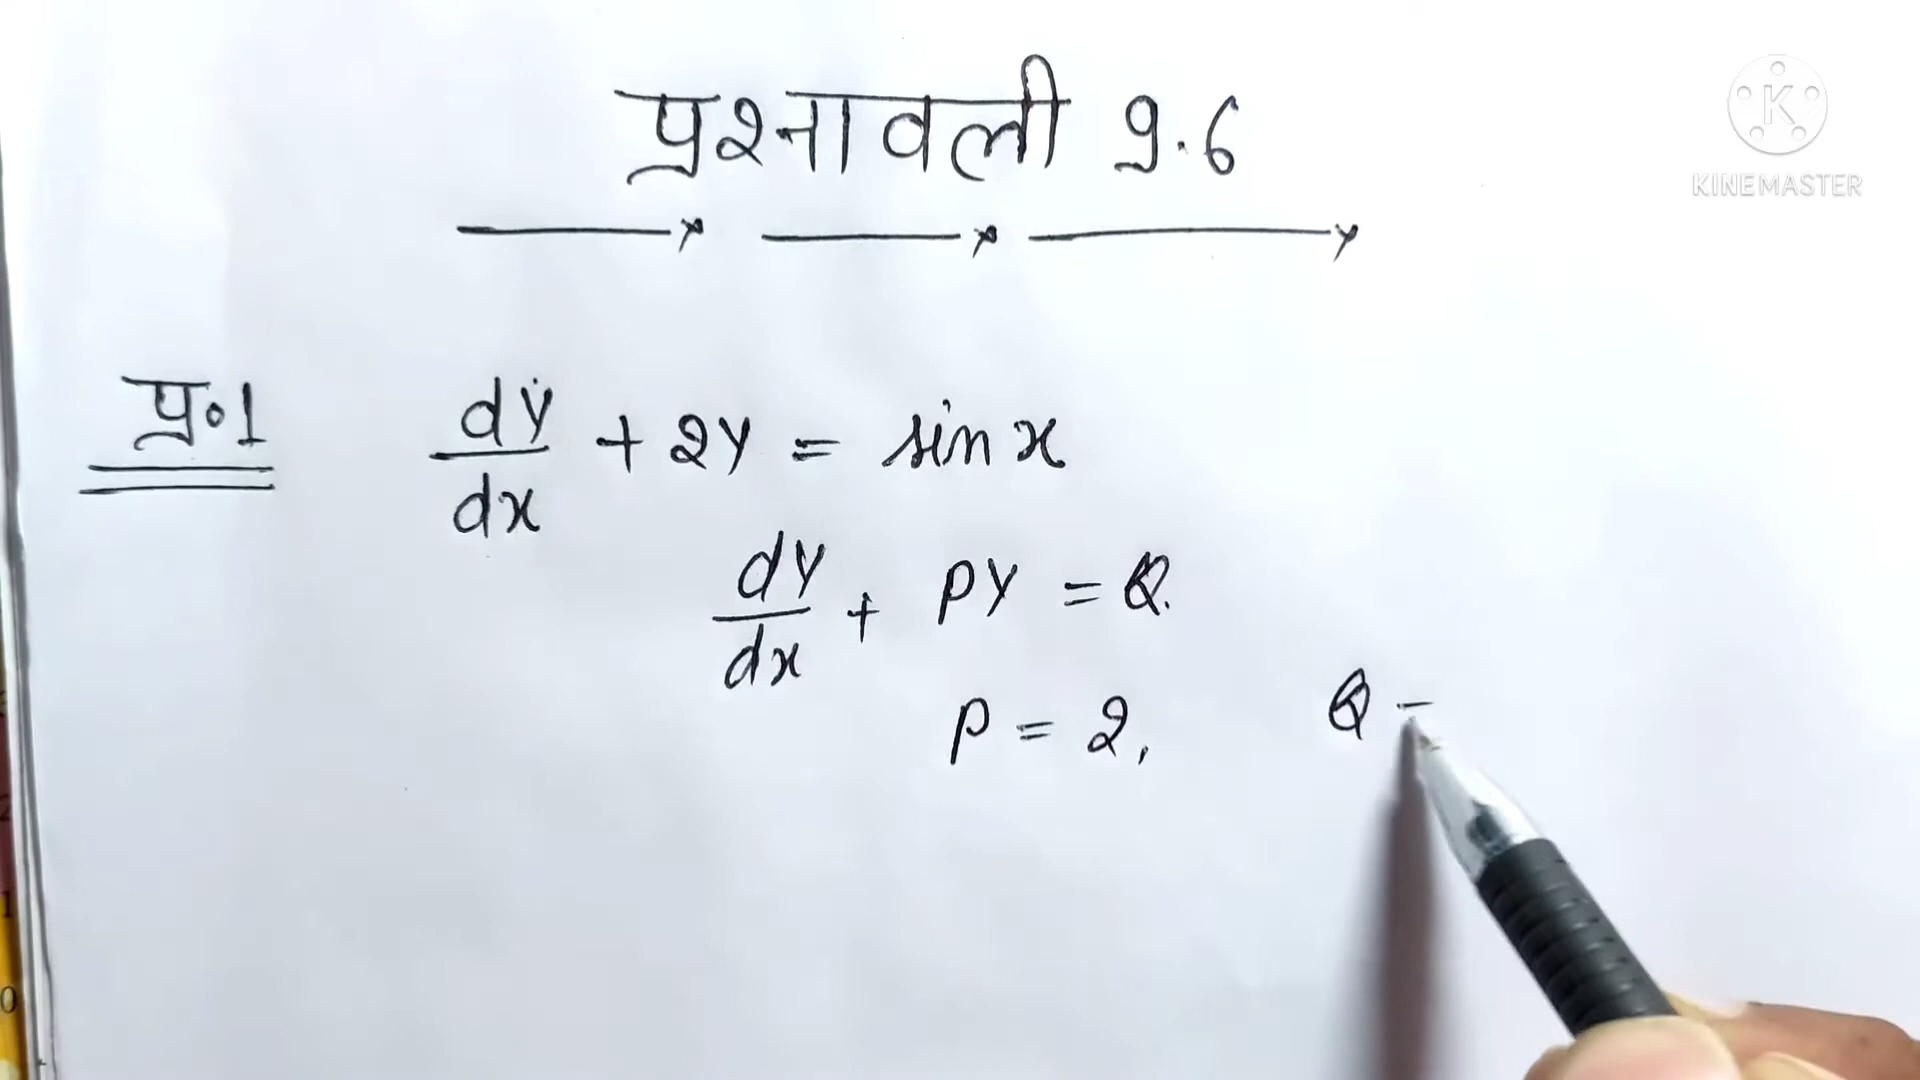 प्रश्नावली 9.6
KINEMASTER
प्र॰1 dy/dx + 2y = sin x
dy/dx + Py = Q.
P = 2, Q =